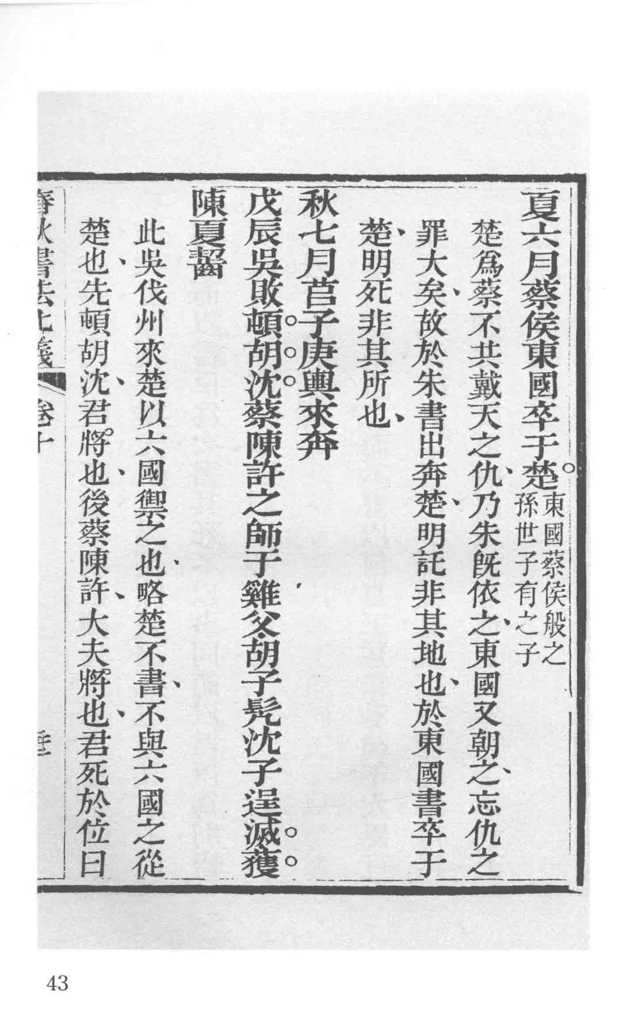 夏六月蔡侯東國卒于楚。東國蔡侯般之
孫世子有之子
楚爲蔡不共戴天之仇、乃朱旣依之、東國又朝之、忘仇之
罪大矣、故於朱書出奔楚、明託非其地也、於東國書卒于
楚、明死非其所也、
秋七月莒子庚輿來奔
戊辰吳敗頓。胡。沈。蔡陳許之師于雞父胡子髡沈子逞滅。獲。
陳夏齧
此吳伐州來楚以六國禦之也、略楚不書、不與六國之從
楚也、先頓胡沈、君將也、後蔡陳許、大夫將也、君死於位曰
春秋書法比義 卷十
43